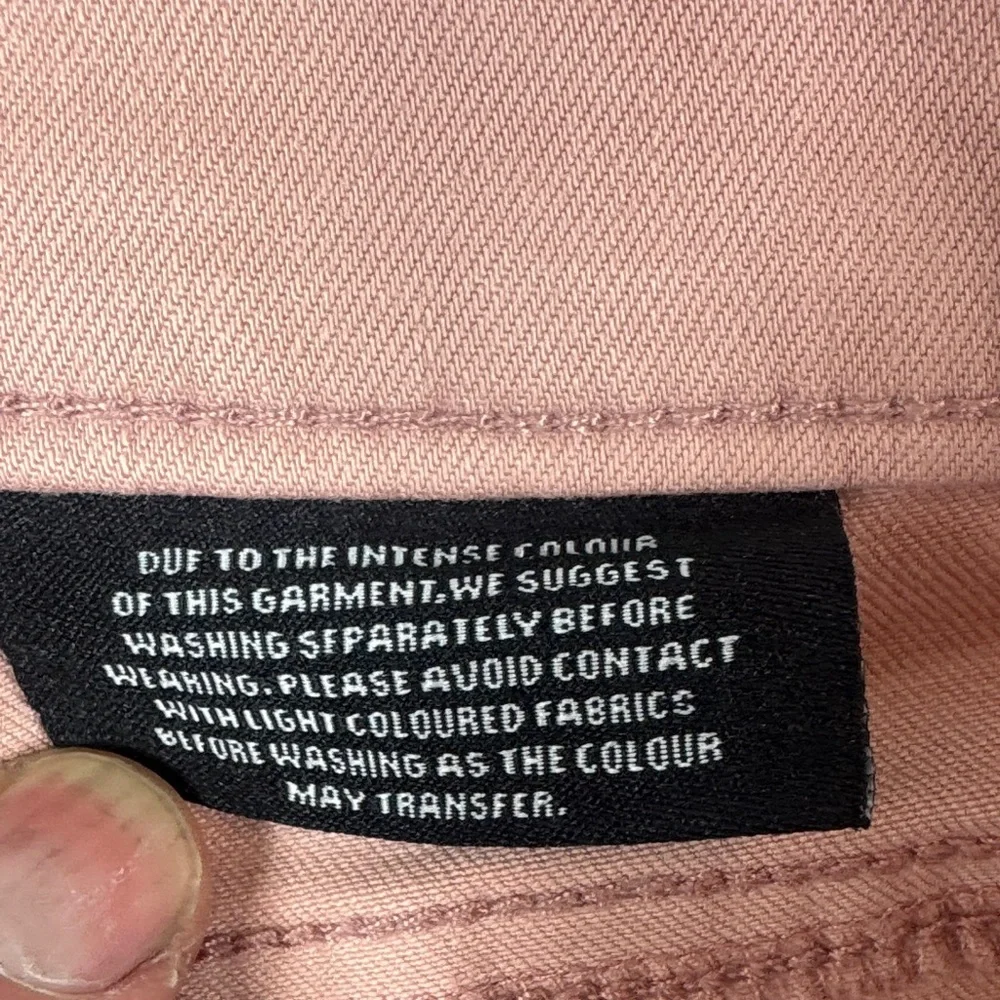 DUE TO THE INTENSE COLOUR
OF THIS GARMENT,WE SUGGEST
WASHING SEPARATELY BEFORE
WEARING. PLEASE AVOID CONTACT
WITH LIGHT COLOURED FABRICS
BEFORE WASHING AS THE COLOUR
MAY TRANSFER.